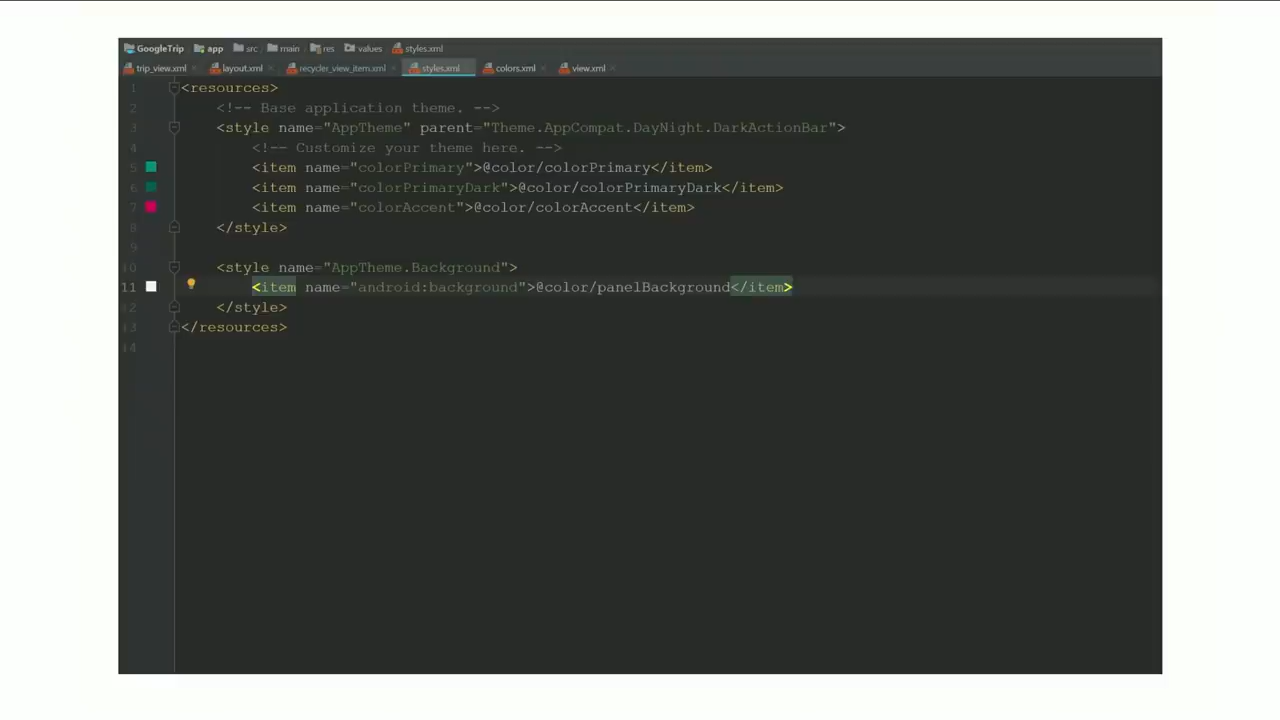 GoogleTrip app src main res values styles.xml
trip_view.xml layout.xml recycler_view_item.xml styles.xml colors.xml view.xml
1 <resources>
2 <!-- Base application theme. -->
3 <style name="AppTheme" parent="Theme.AppCompat.DayNight.DarkActionBar">
4 <!-- Customize your theme here. -->
5 <item name="colorPrimary">@color/colorPrimary</item>
6 <item name="colorPrimaryDark">@color/colorPrimaryDark</item>
7 <item name="colorAccent">@color/colorAccent</item>
8 </style>
9
10 <style name="AppTheme.Background">
11 <item name="android:background">@color/panelBackground</item>
12 </style>
13 </resources>
14